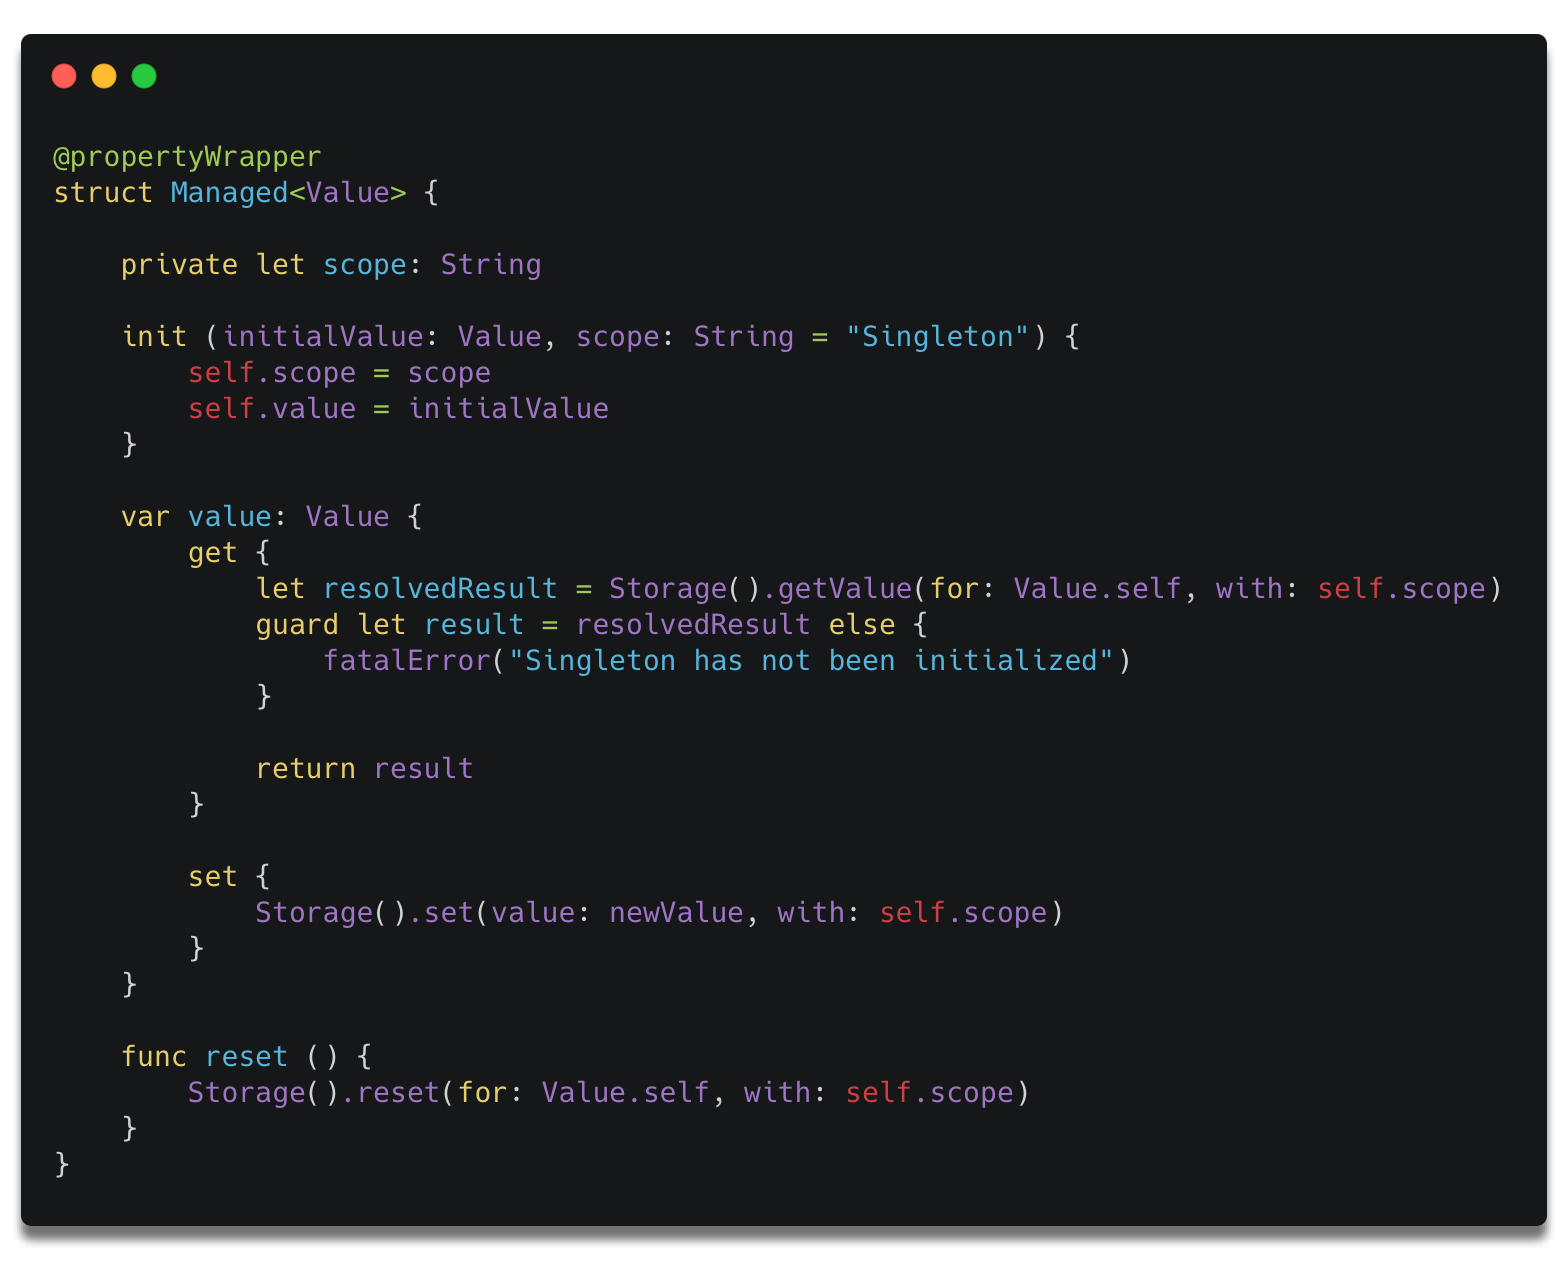 @propertyWrapper
struct Managed<Value> {
    private let scope: String
    init (initialValue: Value, scope: String = "Singleton") {
        self.scope = scope
        self.value = initialValue
    }
    var value: Value {
        get {
            let resolvedResult = Storage().getValue(for: Value.self, with: self.scope)
            guard let result = resolvedResult else {
                fatalError("Singleton has not been initialized")
            }
            return result
        }
        set {
            Storage().set(value: newValue, with: self.scope)
        }
    }
    func reset () {
        Storage().reset(for: Value.self, with: self.scope)
    }
}